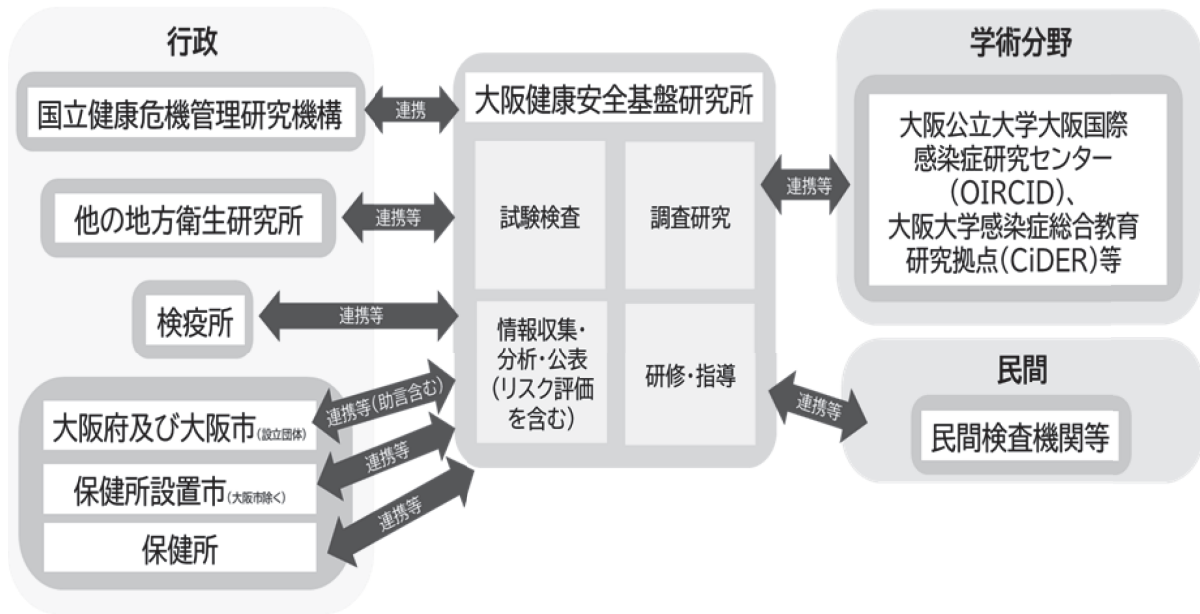 行政
国立健康危機管理研究機構
他の地方衛生研究所
検疫所
大阪府及び大阪市(設立団体)
保健所設置市(大阪市除く)
保健所
連携
連携等
連携等
連携等(助言含む)
連携等
連携等
大阪健康安全基盤研究所
試験検査
調査研究
情報収集・
分析・公表
(リスク評価
を含む)
研修・指導
連携等
連携等
学術分野
大阪公立大学大阪国際
感染症研究センター
(OIRCID)、
大阪大学感染症総合教育
研究拠点(CiDER)等
民間
民間検査機関等